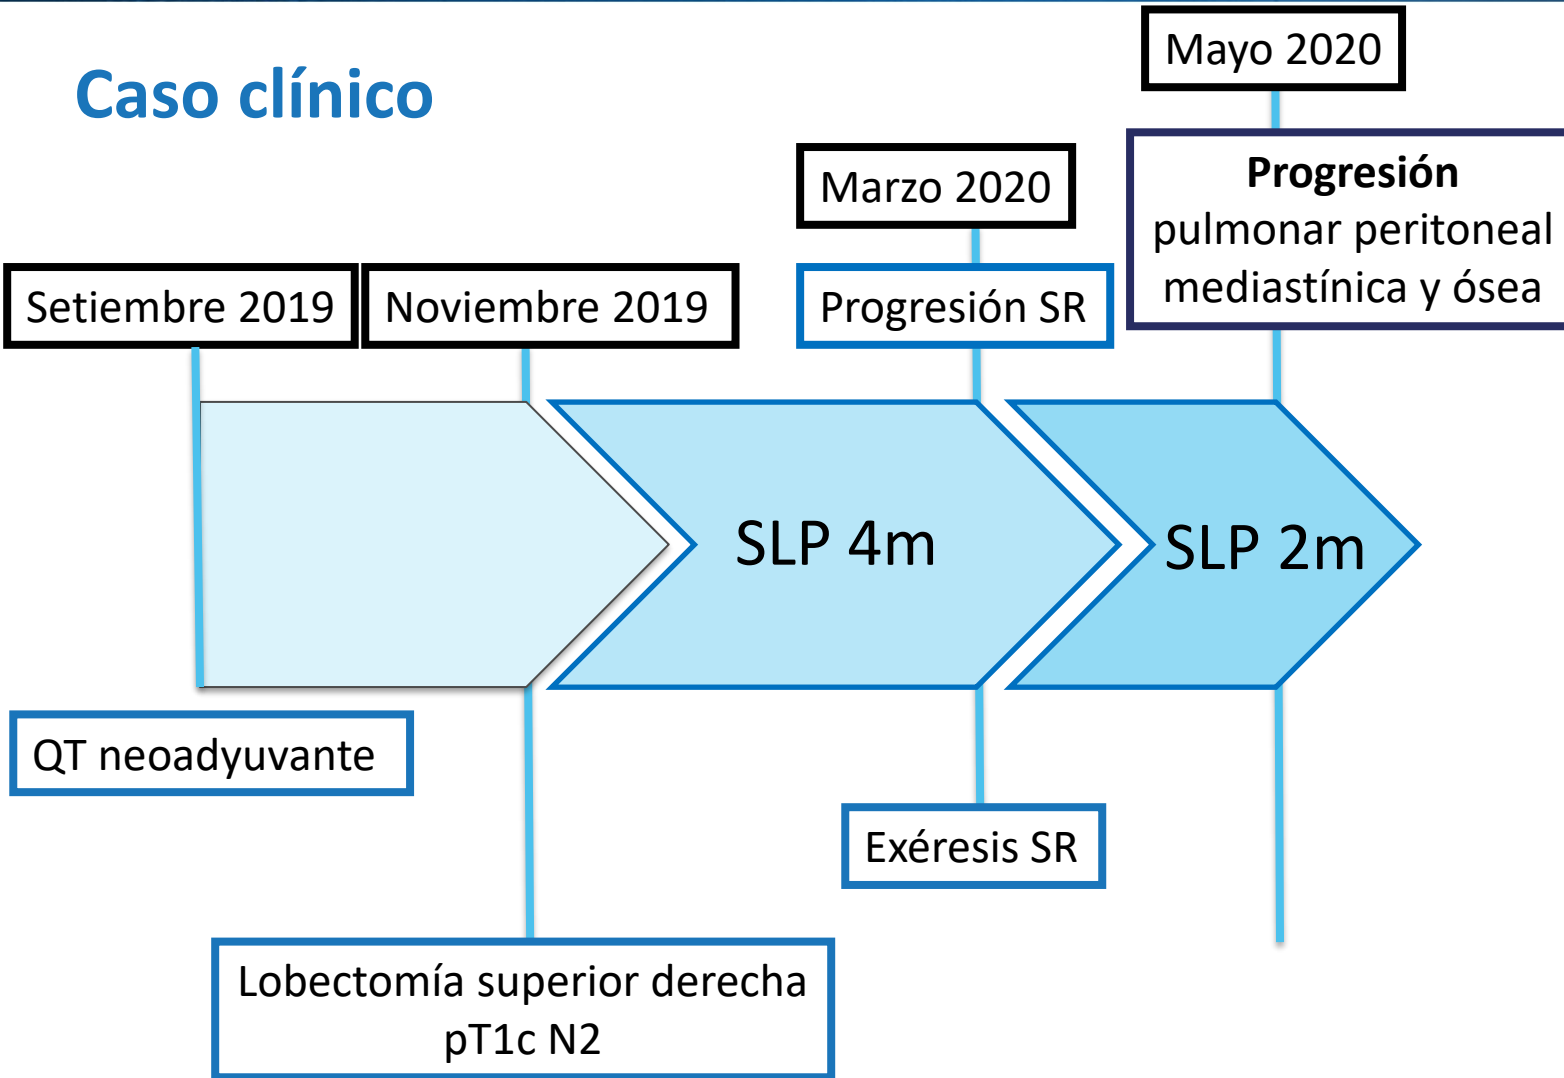 Caso clínico
Setiembre 2019
Noviembre 2019
Marzo 2020
Progresión SR
Mayo 2020
Progresión
pulmonar peritoneal
mediastínica y ósea
SLP 4m
SLP 2m
QT neoadyuvante
Lobectomía superior derecha
pT1c N2
Exéresis SR